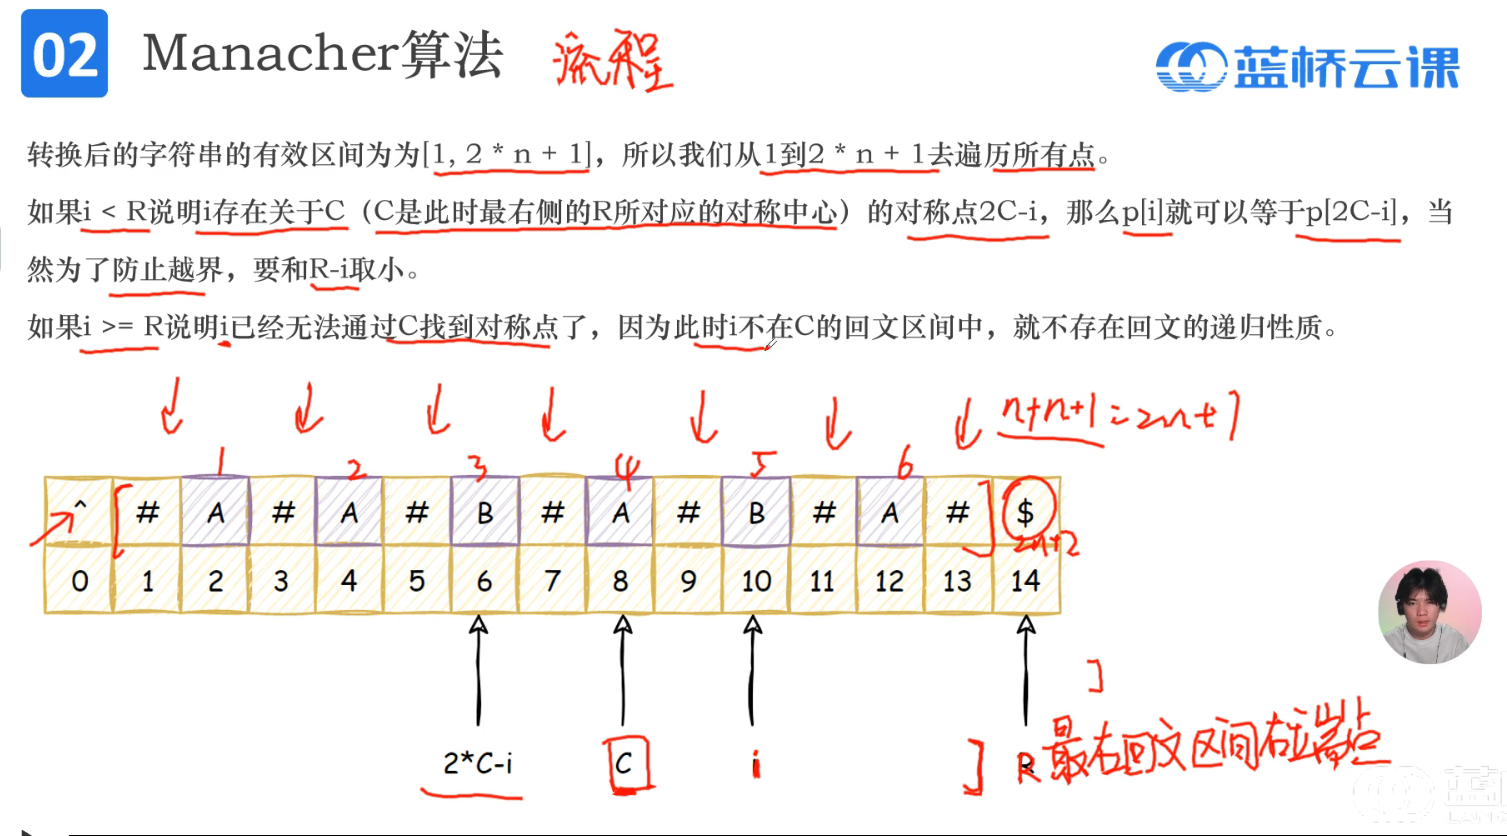 02 Manacher算法 流程
蓝桥云课
转换后的字符串的有效区间为为[1, 2 * n + 1]，所以我们从1到2 * n + 1去遍历所有点。
如果i < R说明i存在关于C（C是此时最右侧的R所对应的对称中心）的对称点2C-i，那么p[i]就可以等于p[2C-i]，当
然为了防止越界，要和R-i取小。
如果i >= R说明i已经无法通过C找到对称点了，因为此时i不在C的回文区间中，就不存在回文的递归性质。
n+n+1=2n+1
1 2 3 4 5 6
^ # A # A # B # A # B # A # $
2n+2
0 1 2 3 4 5 6 7 8 9 10 11 12 13 14
2*C-i C i R 最右回文区间右端点